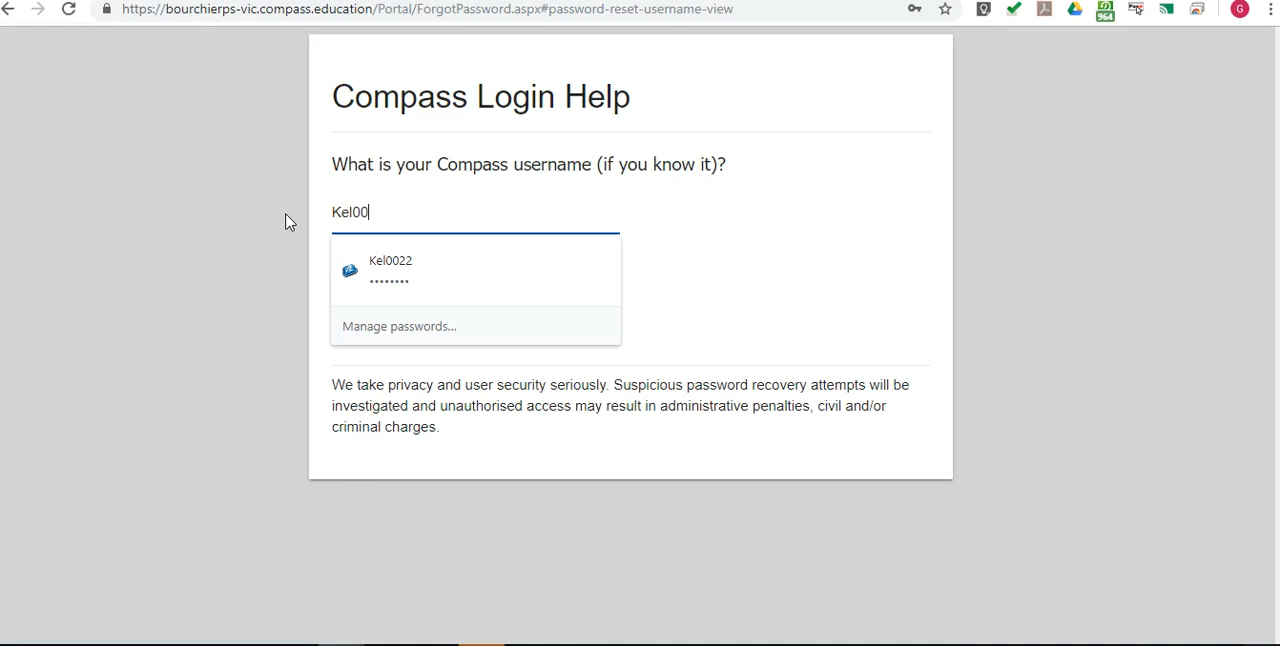 https://bourchierps-vic.compass.education/Portal/ForgotPassword.aspx#password-reset-username-view
964
G
Compass Login Help
What is your Compass username (if you know it)?
Kel00
Kel0022
••••••••
Manage passwords...
We take privacy and user security seriously. Suspicious password recovery attempts will be
investigated and unauthorised access may result in administrative penalties, civil and/or
criminal charges.